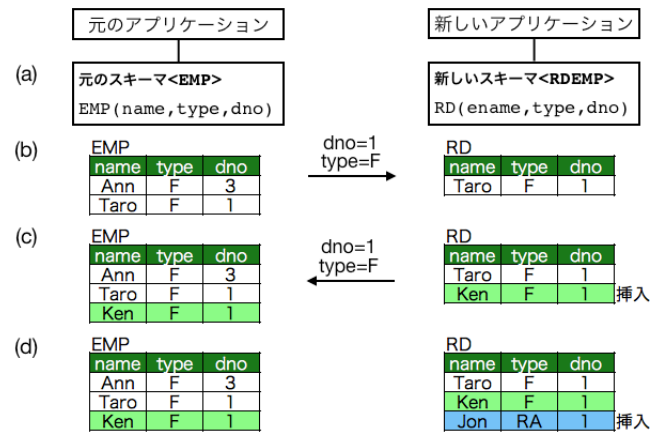 元のアプリケーション 新しいアプリケーション
(a)
元のスキーマ<EMP> 新しいスキーマ<RDEMP>
EMP(name,type,dno) RD(ename,type,dno)
(b)
EMP dno=1 RD
name type dno type=F name type dno
Ann F 3 Taro F 1
Taro F 1
(c)
EMP dno=1 RD
name type dno type=F name type dno
Ann F 3 Taro F 1
Taro F 1 Ken F 1 挿入
Ken F 1
(d)
EMP RD
name type dno name type dno
Ann F 3 Taro F 1
Taro F 1 Ken F 1
Ken F 1 Jon RA 1 挿入